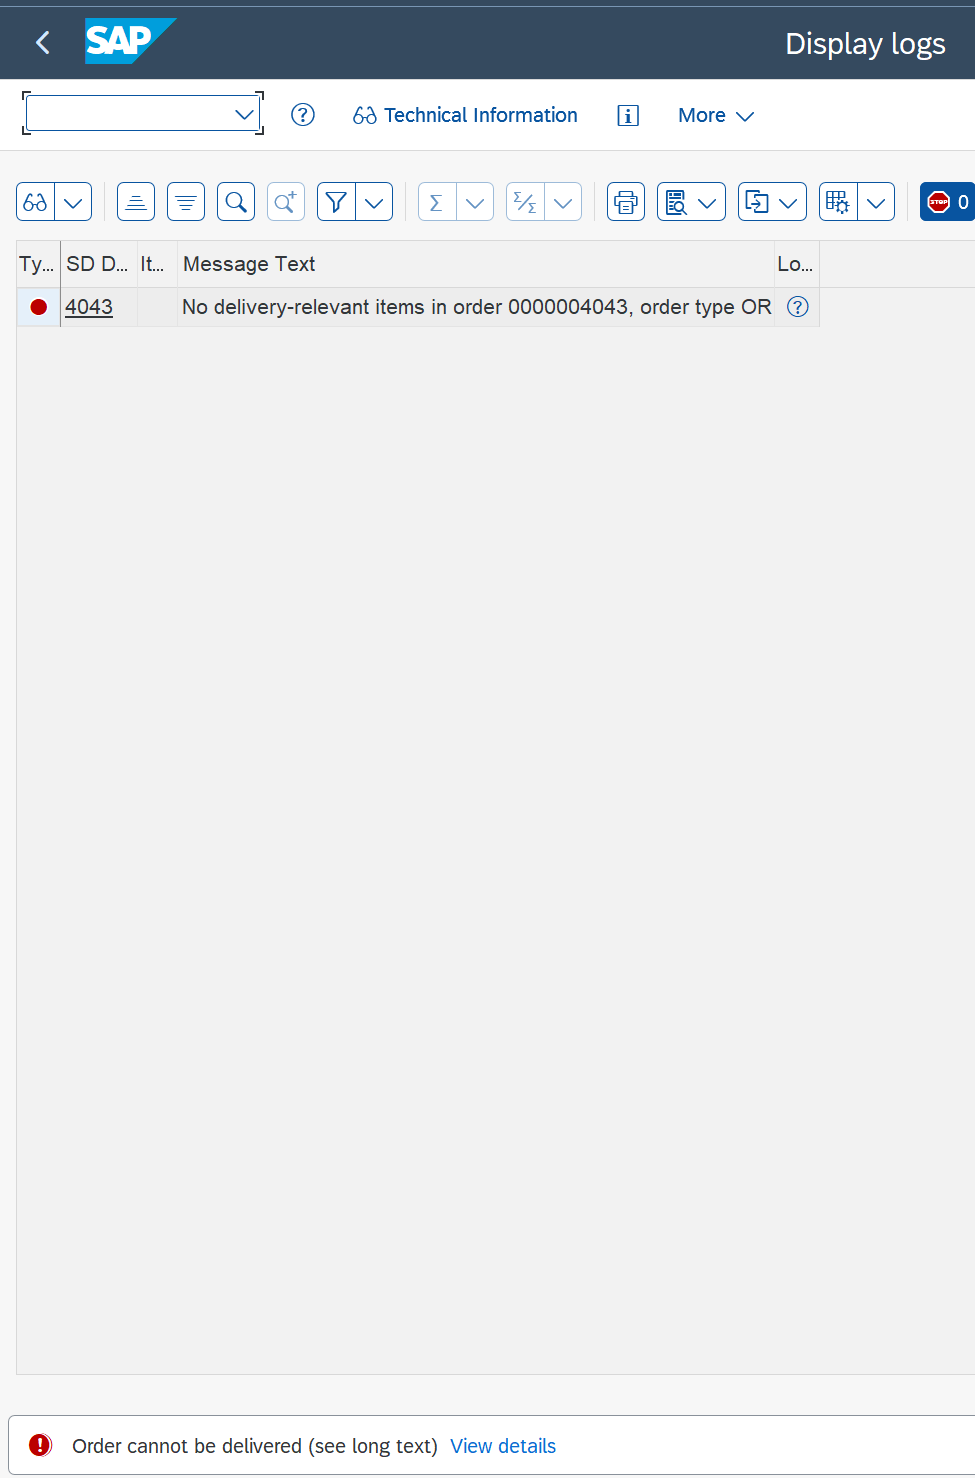 SAP
Display logs
Technical Information
More
STOP 0
Ty... SD D... It... Message Text Lo...
4043 No delivery-relevant items in order 0000004043, order type OR
Order cannot be delivered (see long text) View details